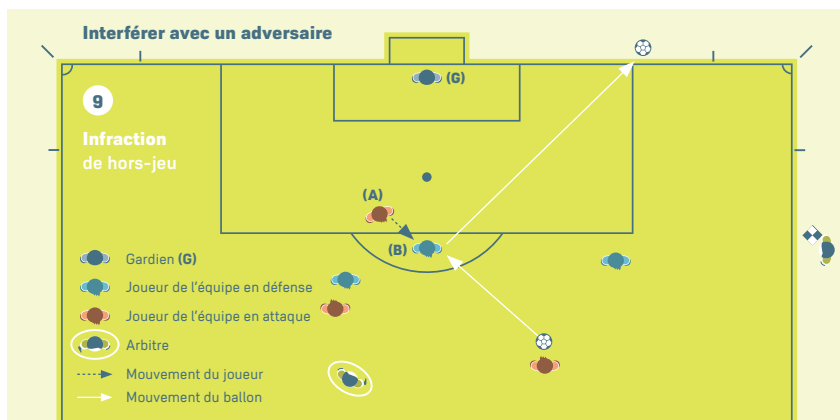 Interférer avec un adversaire
(G)
9
Infraction
de hors-jeu
(A)
(B)
Gardien (G)
Joueur de l'équipe en défense
Joueur de l'équipe en attaque
Arbitre
Mouvement du joueur
Mouvement du ballon